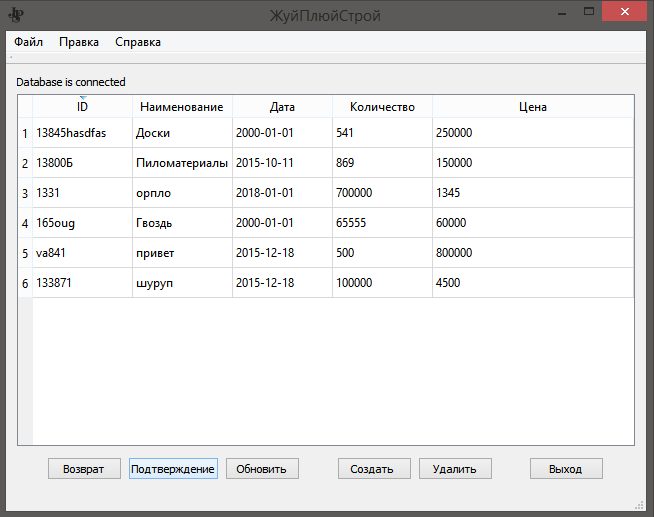 ЖуйПлюйСтрой
Файл Правка Справка
Database is connected
ID Наименование Дата Количество Цена
1 13845hasdfas Доски 2000-01-01 541 250000
2 13800Б Пиломатериалы 2015-10-11 869 150000
3 1331 орпло 2018-01-01 700000 1345
4 165oug Гвоздь 2000-01-01 65555 60000
5 va841 привет 2015-12-18 500 800000
6 133871 шуруп 2015-12-18 100000 4500
Возврат Подтверждение Обновить Создать Удалить Выход